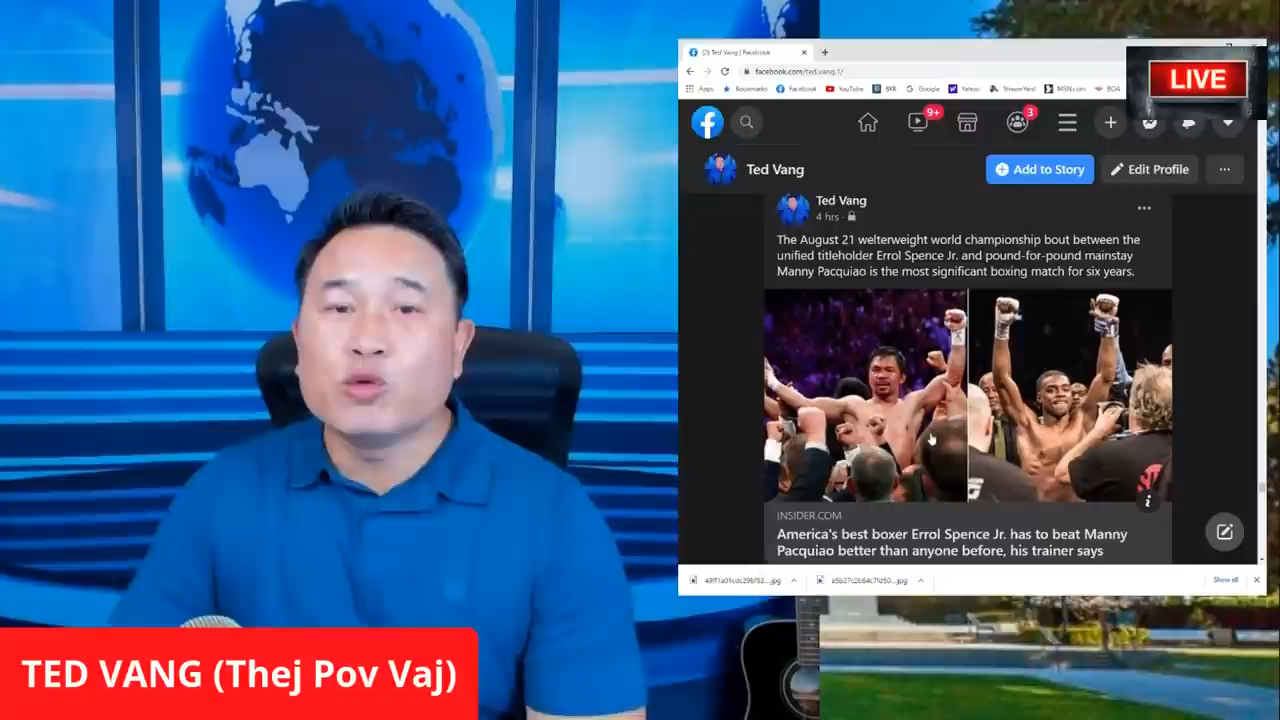 (2) Ted Vang | Facebook
facebook.com/ted.vang.1/
Apps Bookmarks Facebook YouTube BKR Google Yahoo StreamYard MSN.com BOA
LIVE
9+
3
Ted Vang
Add to Story
Edit Profile
Ted Vang
4 hrs
The August 21 welterweight world championship bout between the
unified titleholder Errol Spence Jr. and pound-for-pound mainstay
Manny Pacquiao is the most significant boxing match for six years.
INSIDER.COM
America's best boxer Errol Spence Jr. has to beat Manny
Pacquiao better than anyone before, his trainer says
Show all
TED VANG (Thej Pov Vaj)